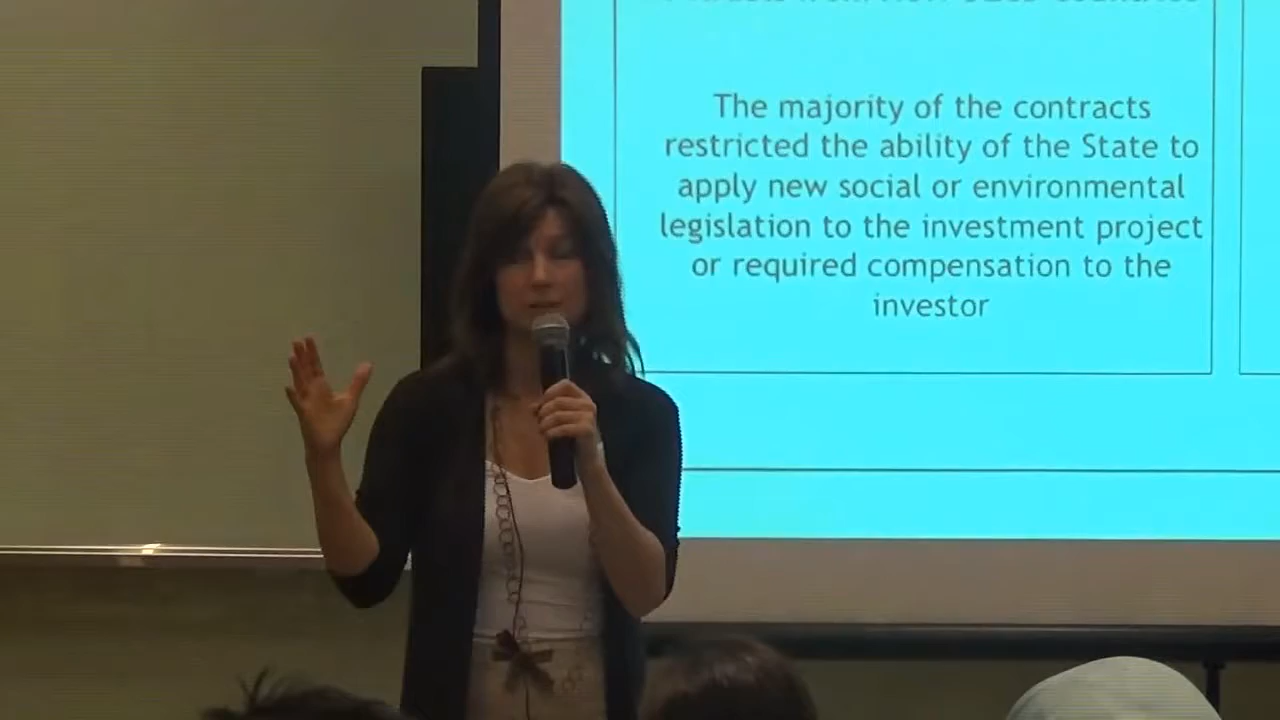 from
The majority of the contracts
restricted the ability of the State to
apply new social or environmental
legislation to the investment project
or required compensation to the
investor